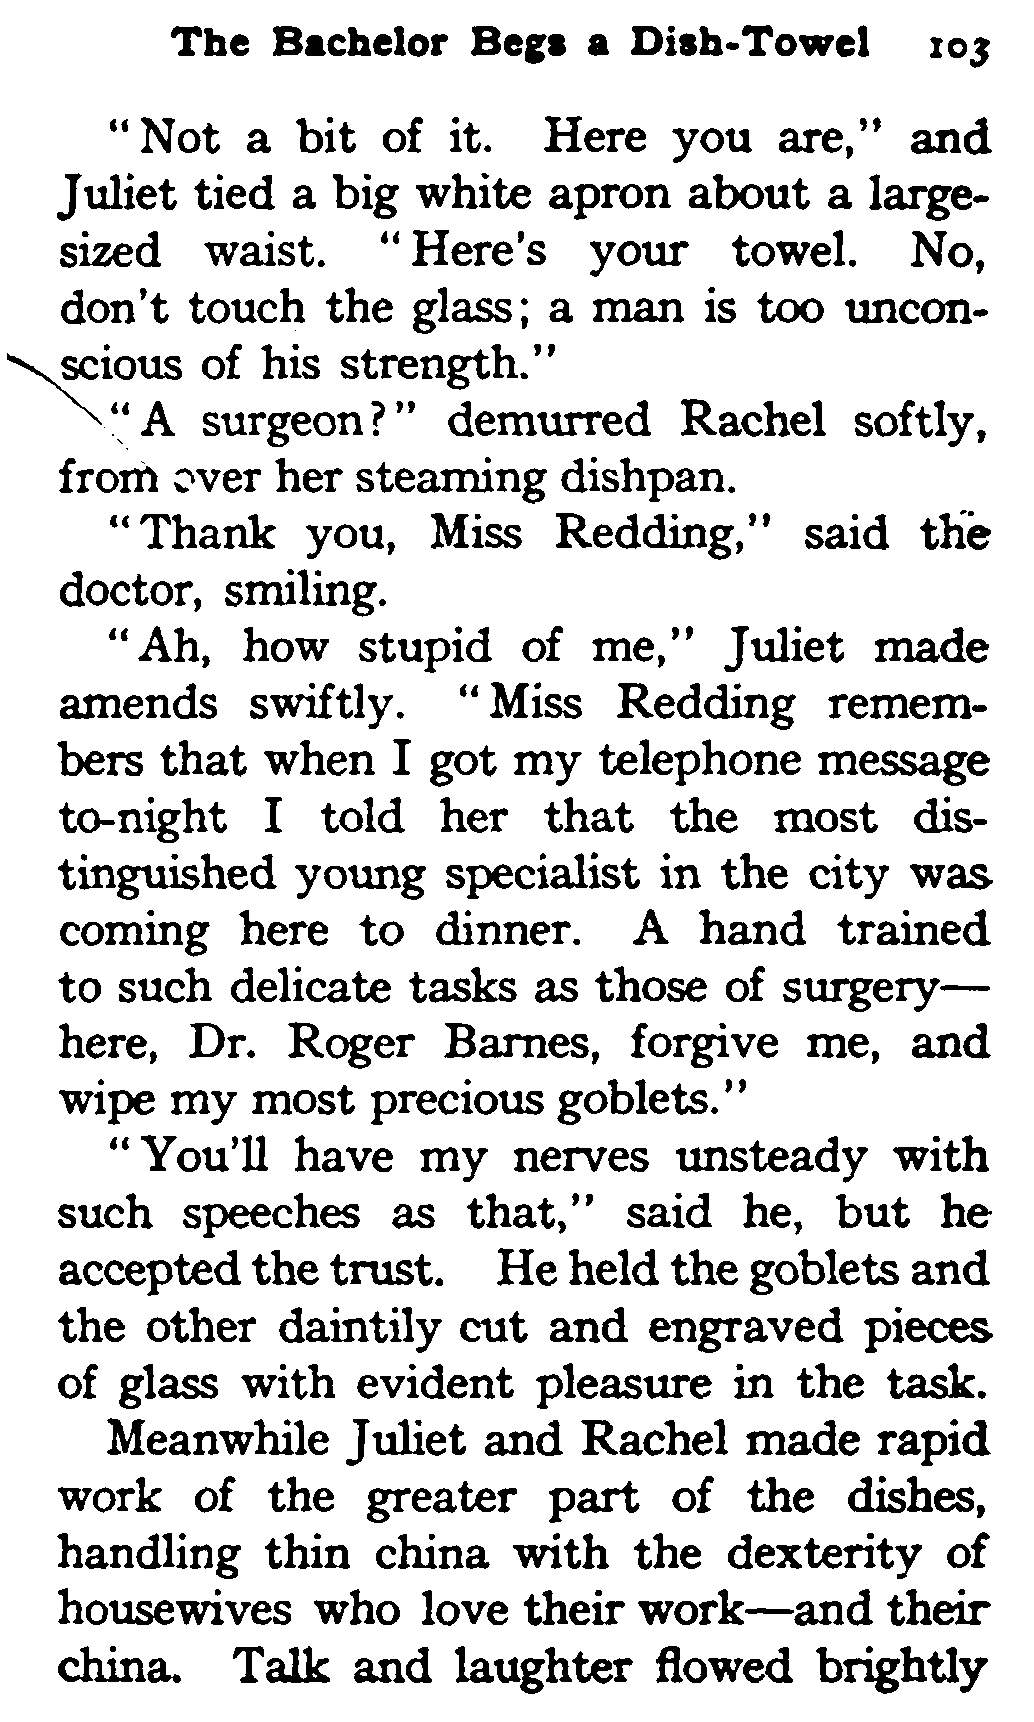 The Bachelor Begs a Dish-Towel 103
"Not a bit of it. Here you are," and
Juliet tied a big white apron about a large-
sized waist. "Here's your towel. No,
don't touch the glass; a man is too uncon-
scious of his strength."
"A surgeon?" demurred Rachel softly,
from over her steaming dishpan.
"Thank you, Miss Redding," said the
doctor, smiling.
"Ah, how stupid of me," Juliet made
amends swiftly. "Miss Redding remem-
bers that when I got my telephone message
to-night I told her that the most dis-
tinguished young specialist in the city was
coming here to dinner. A hand trained
to such delicate tasks as those of surgery—
here, Dr. Roger Barnes, forgive me, and
wipe my most precious goblets."
"You'll have my nerves unsteady with
such speeches as that," said he, but he
accepted the trust. He held the goblets and
the other daintily cut and engraved pieces
of glass with evident pleasure in the task.
Meanwhile Juliet and Rachel made rapid
work of the greater part of the dishes,
handling thin china with the dexterity of
housewives who love their work—and their
china. Talk and laughter flowed brightly